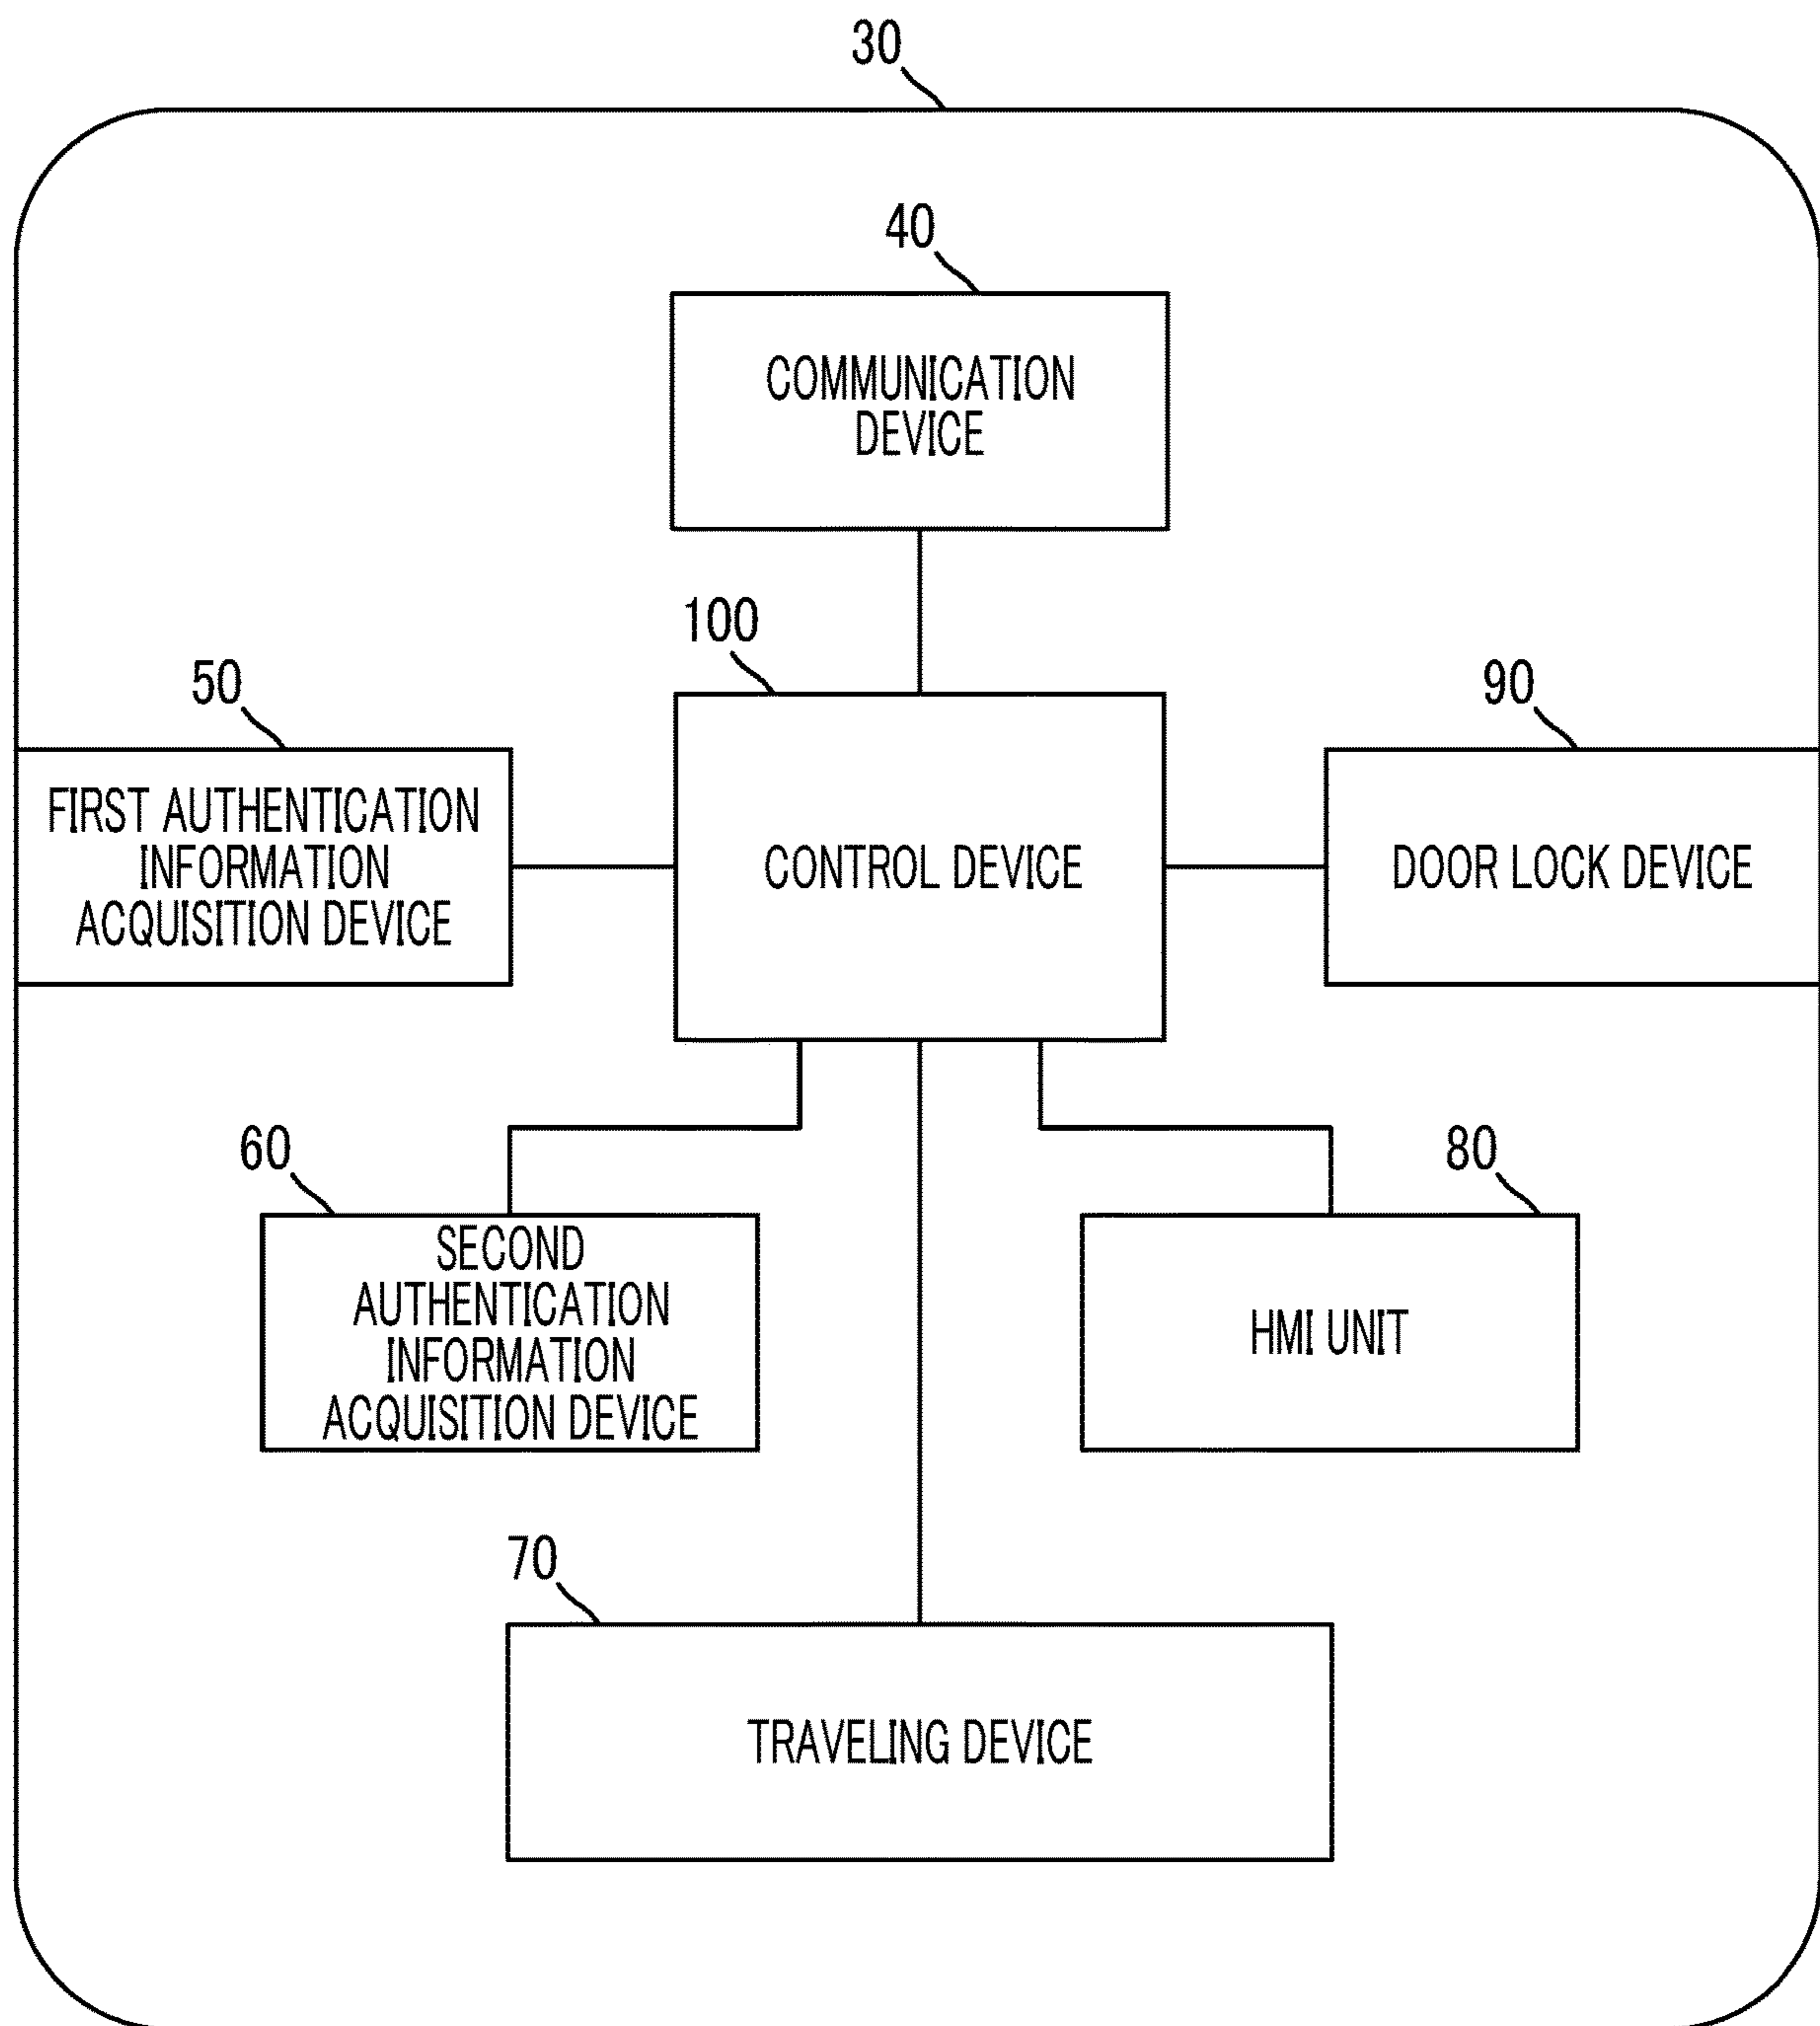 30
40
COMMUNICATION
DEVICE
100
50
90
FIRST AUTHENTICATION
INFORMATION
ACQUISITION DEVICE
CONTROL DEVICE
DOOR LOCK DEVICE
60
80
SECOND
AUTHENTICATION
INFORMATION
ACQUISITION DEVICE
HMI UNIT
70
TRAVELING DEVICE